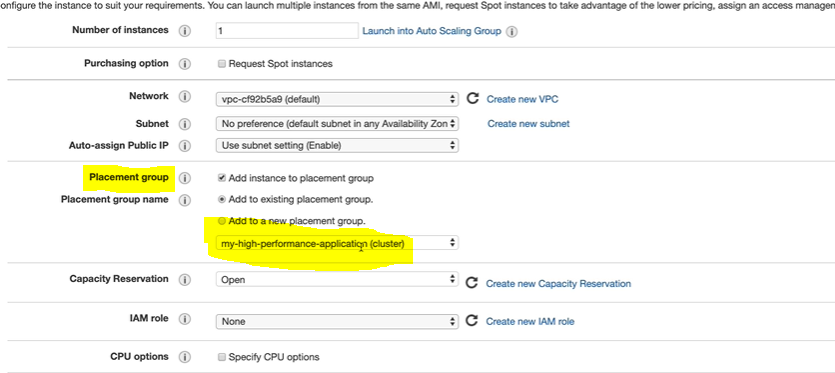 onfigure the instance to suit your requirements. You can launch multiple instances from the same AMI, request Spot instances to take advantage of the lower pricing, assign an access managem
Number of instances 1 Launch into Auto Scaling Group
Purchasing option Request Spot instances
Network vpc-cf92b5a9 (default) Create new VPC
Subnet No preference (default subnet in any Availability Zon Create new subnet
Auto-assign Public IP Use subnet setting (Enable)
Placement group Add instance to placement group
Placement group name Add to existing placement group.
Add to a new placement group.
my-high-performance-application (cluster)
Capacity Reservation Open Create new Capacity Reservation
IAM role None Create new IAM role
CPU options Specify CPU options